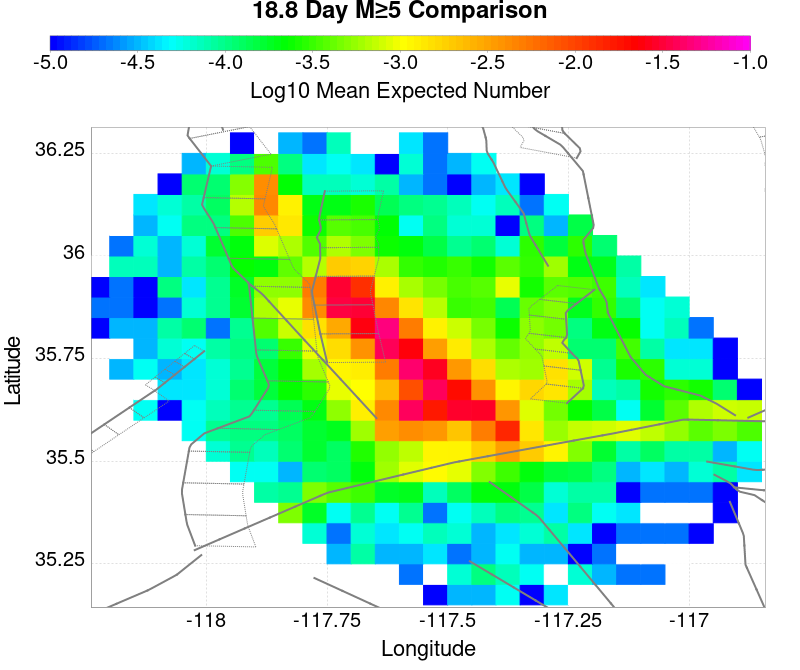 18.8 Day M≥5 Comparison
-5.0 -4.5 -4.0 -3.5 -3.0 -2.5 -2.0 -1.5 -1.0
Log10 Mean Expected Number
36.25
36
35.75
35.5
35.25
Latitude
-118 -117.75 -117.5 -117.25 -117
Longitude